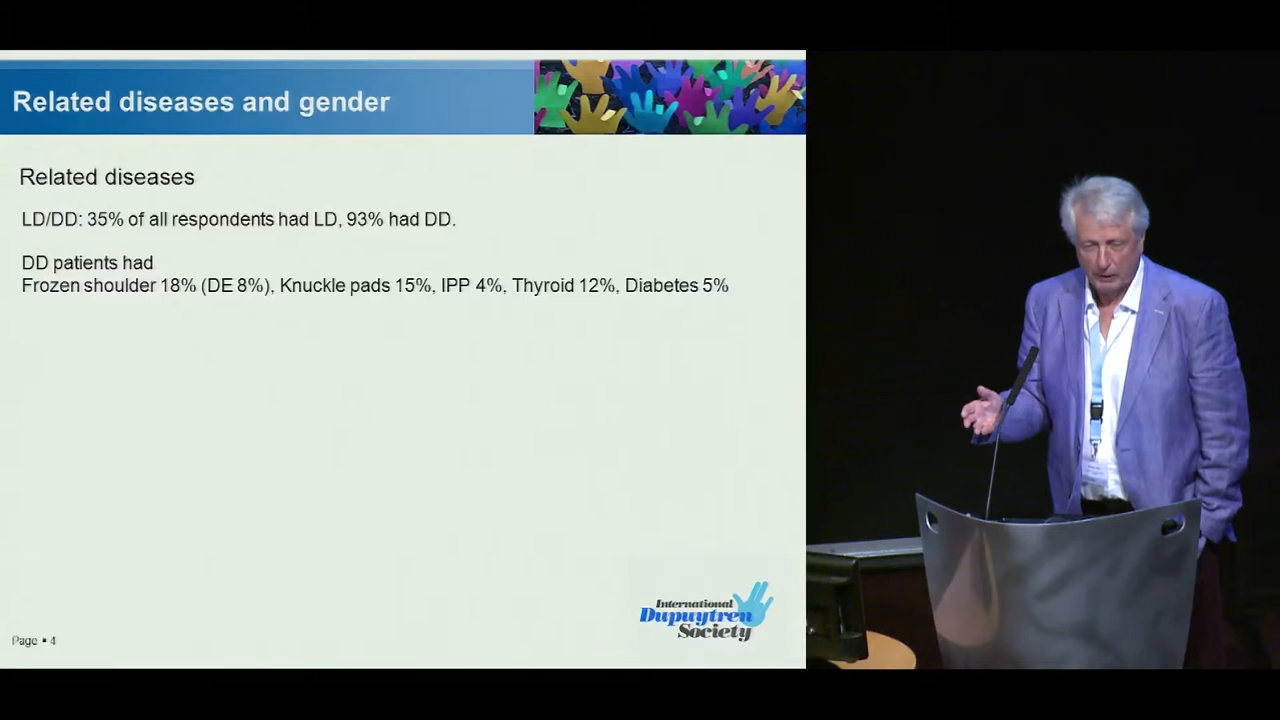 Related diseases and gender
Related diseases
LD/DD: 35% of all respondents had LD, 93% had DD.
DD patients had
Frozen shoulder 18% (DE 8%), Knuckle pads 15%, IPP 4%, Thyroid 12%, Diabetes 5%
International
Dupuytren
Society
Page ▪ 4